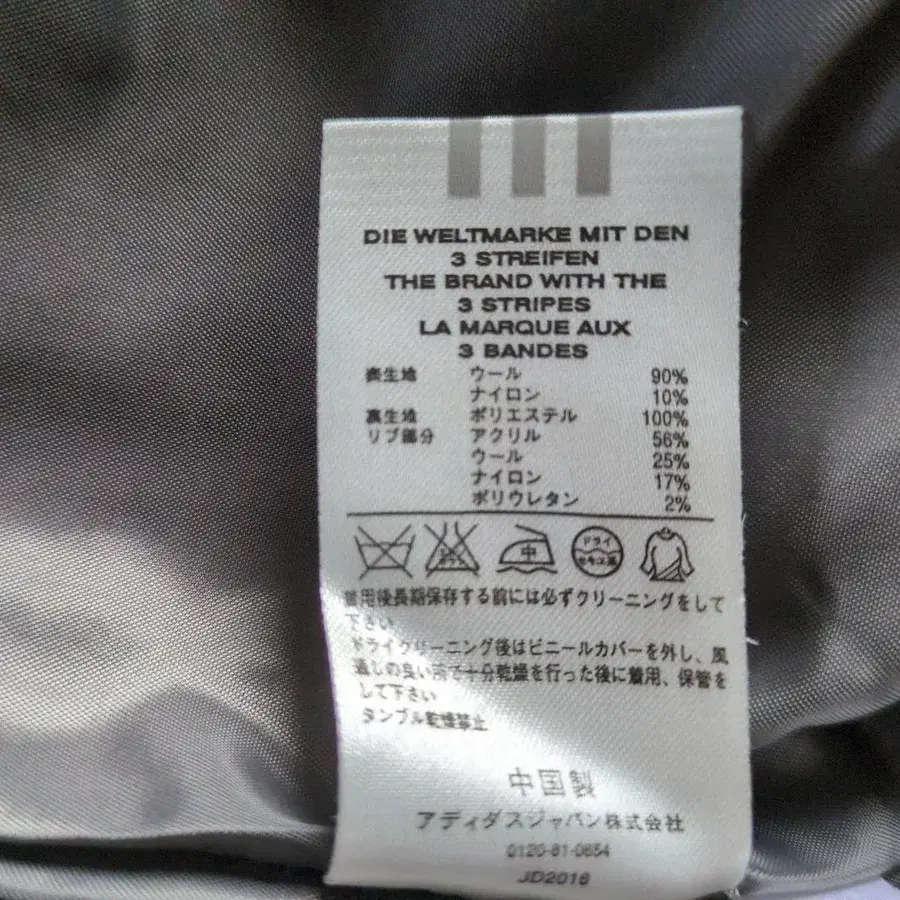 DIE WELTMARKE MIT DEN
3 STREIFEN
THE BRAND WITH THE
3 STRIPES
LA MARQUE AUX
3 BANDES
表生地 ウール 90%
ナイロン 10%
裏生地 ポリエステル 100%
リブ部分 アクリル 56%
ウール 25%
ナイロン 17%
ポリウレタン 2%
中 ドライ セキユ系
着用後長期保存する前には必ずクリーニングをして
下さい
ドライクリーニング後はビニールカバーを外し、風
通しの良い所で十分乾燥を行った後に着用、保管を
して下さい
タンブル乾燥禁止
中国製
アディダスジャパン株式会社
0120-81-0654
JD2016